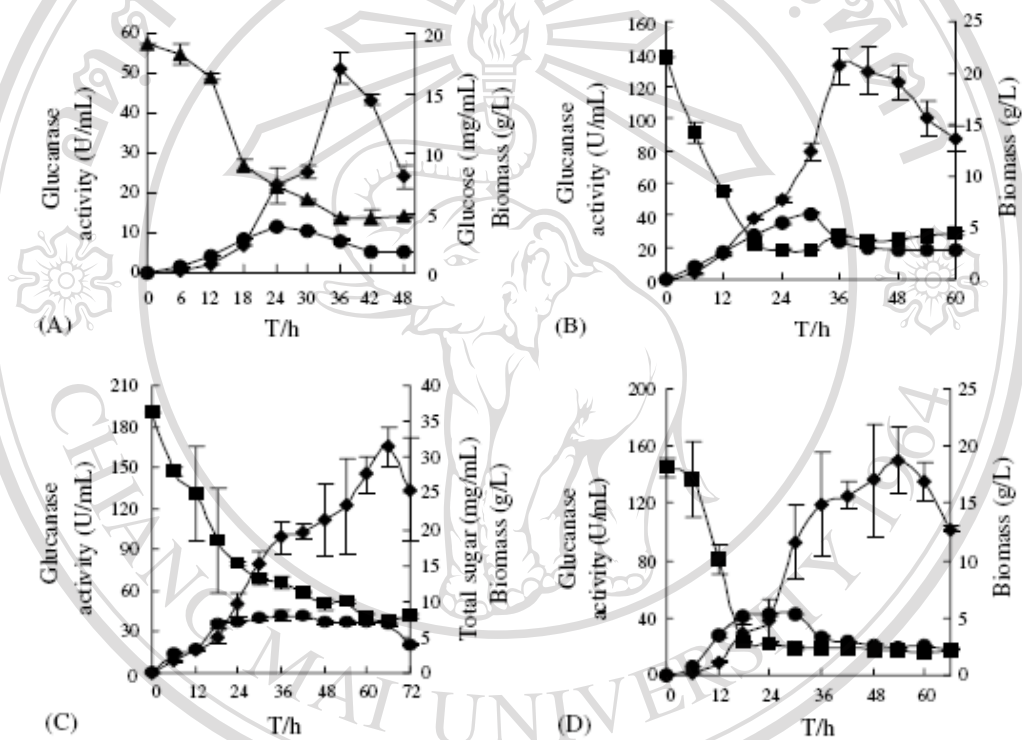 60
50
40
30
20
10
0
Glucanase
activity (U/mL)
20
15
10
5
0
Glucose (mg/mL)
Biomass (g/L)
0 6 12 18 24 30 36 42 48
(A)
T/h
160
140
120
100
80
60
40
20
0
Glucanase
activity (U/mL)
25
20
15
10
5
0
Biomass (g/L)
0 12 24 36 48 60
(B)
T/h
210
180
150
120
90
60
30
0
Glucanase
activity (U/mL)
40
35
30
25
20
15
10
5
0
Total sugar (mg/mL)
Biomass (g/L)
0 12 24 36 48 60 72
(C)
T/h
200
160
120
80
40
0
Glucanase
activity (U/mL)
25
20
15
10
5
0
Biomass (g/L)
0 12 24 36 48 60
(D)
T/h
CHIANG MAI UNIVERSITY 1964